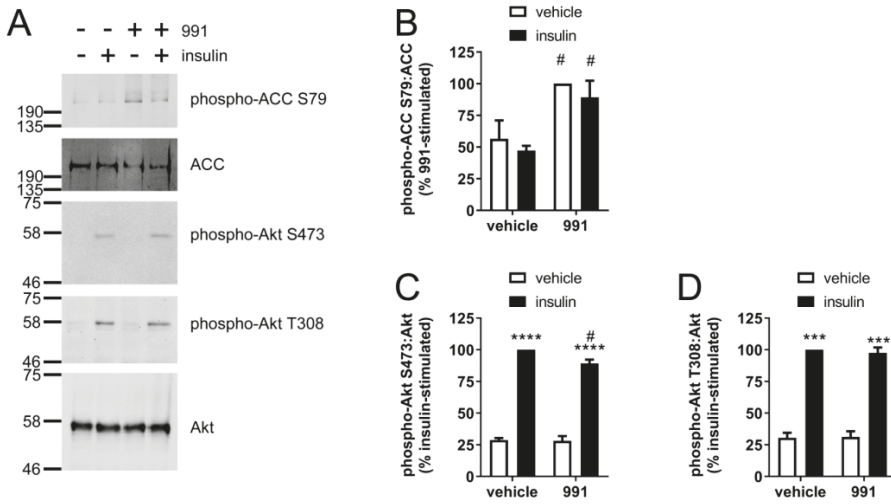 A
- - + + 991
- + - + insulin
190
135
phospho-ACC S79
190
135
ACC
75
58
46
phospho-Akt S473
75
58
46
phospho-Akt T308
75
58
46
Akt
B
vehicle
insulin
phospho-ACC S79:ACC
(% 991-stimulated)
125
100
75
50
25
0
# #
vehicle 991
C
vehicle
insulin
phospho-Akt S473:Akt
(% insulin-stimulated)
125
100
75
50
25
0
****
#
****
vehicle 991
D
vehicle
insulin
phospho-Akt T308:Akt
(% insulin-stimulated)
125
100
75
50
25
0
*** ***
vehicle 991